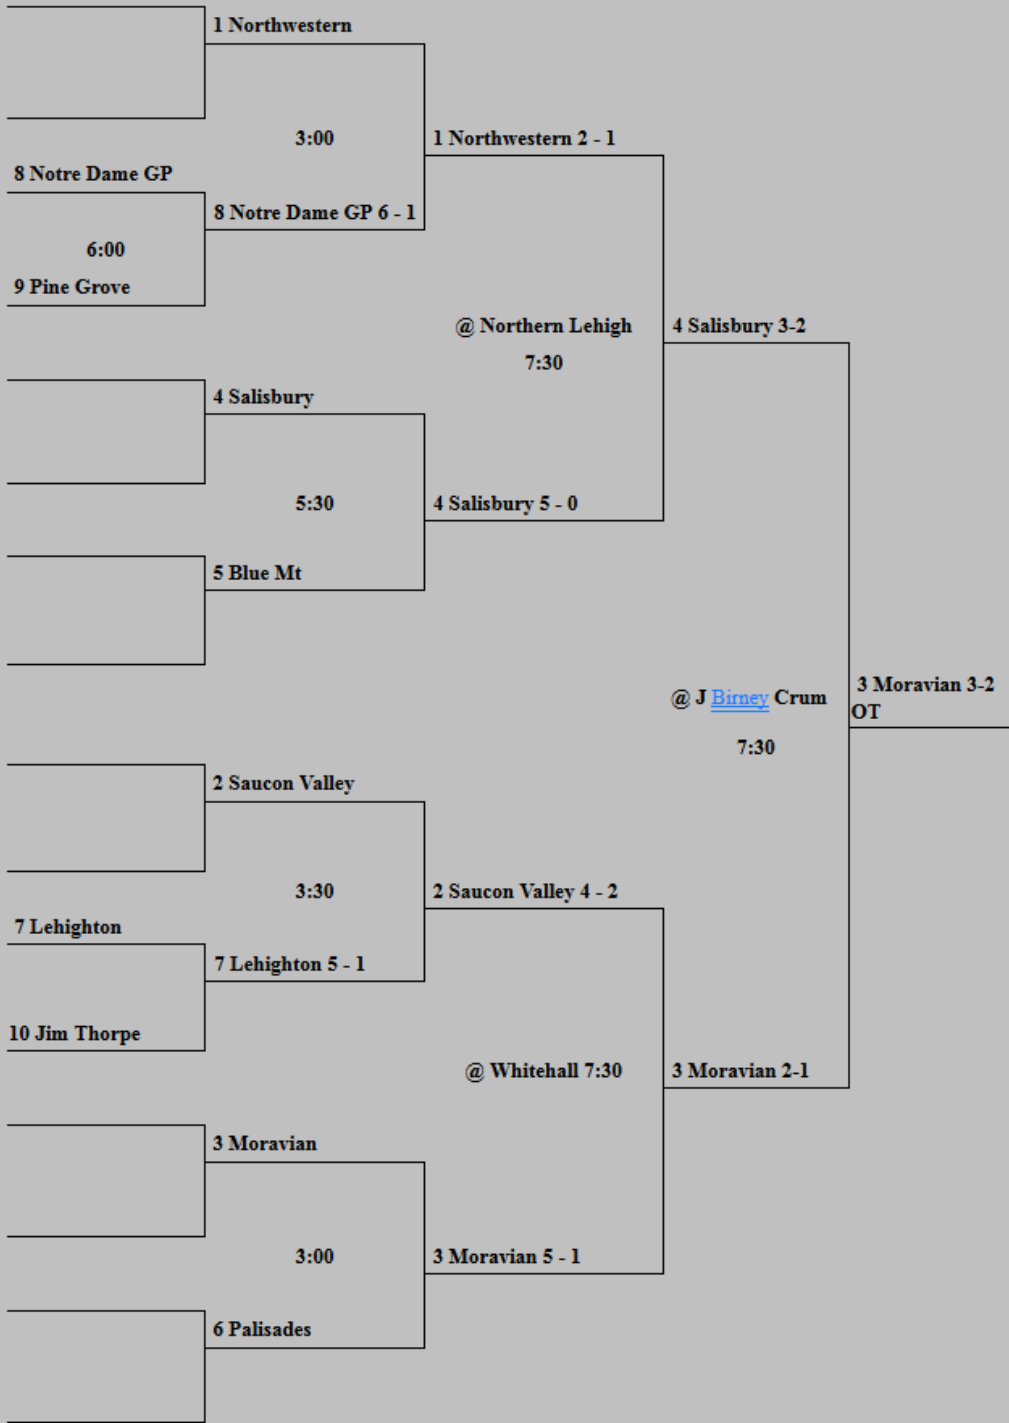 1 Northwestern
3:00
1 Northwestern 2 - 1
8 Notre Dame GP
8 Notre Dame GP 6 - 1
6:00
9 Pine Grove
@ Northern Lehigh
7:30
4 Salisbury 3-2
4 Salisbury
5:30
4 Salisbury 5 - 0
5 Blue Mt
@ J Birney Crum
7:30
3 Moravian 3-2
OT
2 Saucon Valley
3:30
2 Saucon Valley 4 - 2
7 Lehighton
7 Lehighton 5 - 1
10 Jim Thorpe
@ Whitehall 7:30
3 Moravian 2-1
3 Moravian
3:00
3 Moravian 5 - 1
6 Palisades